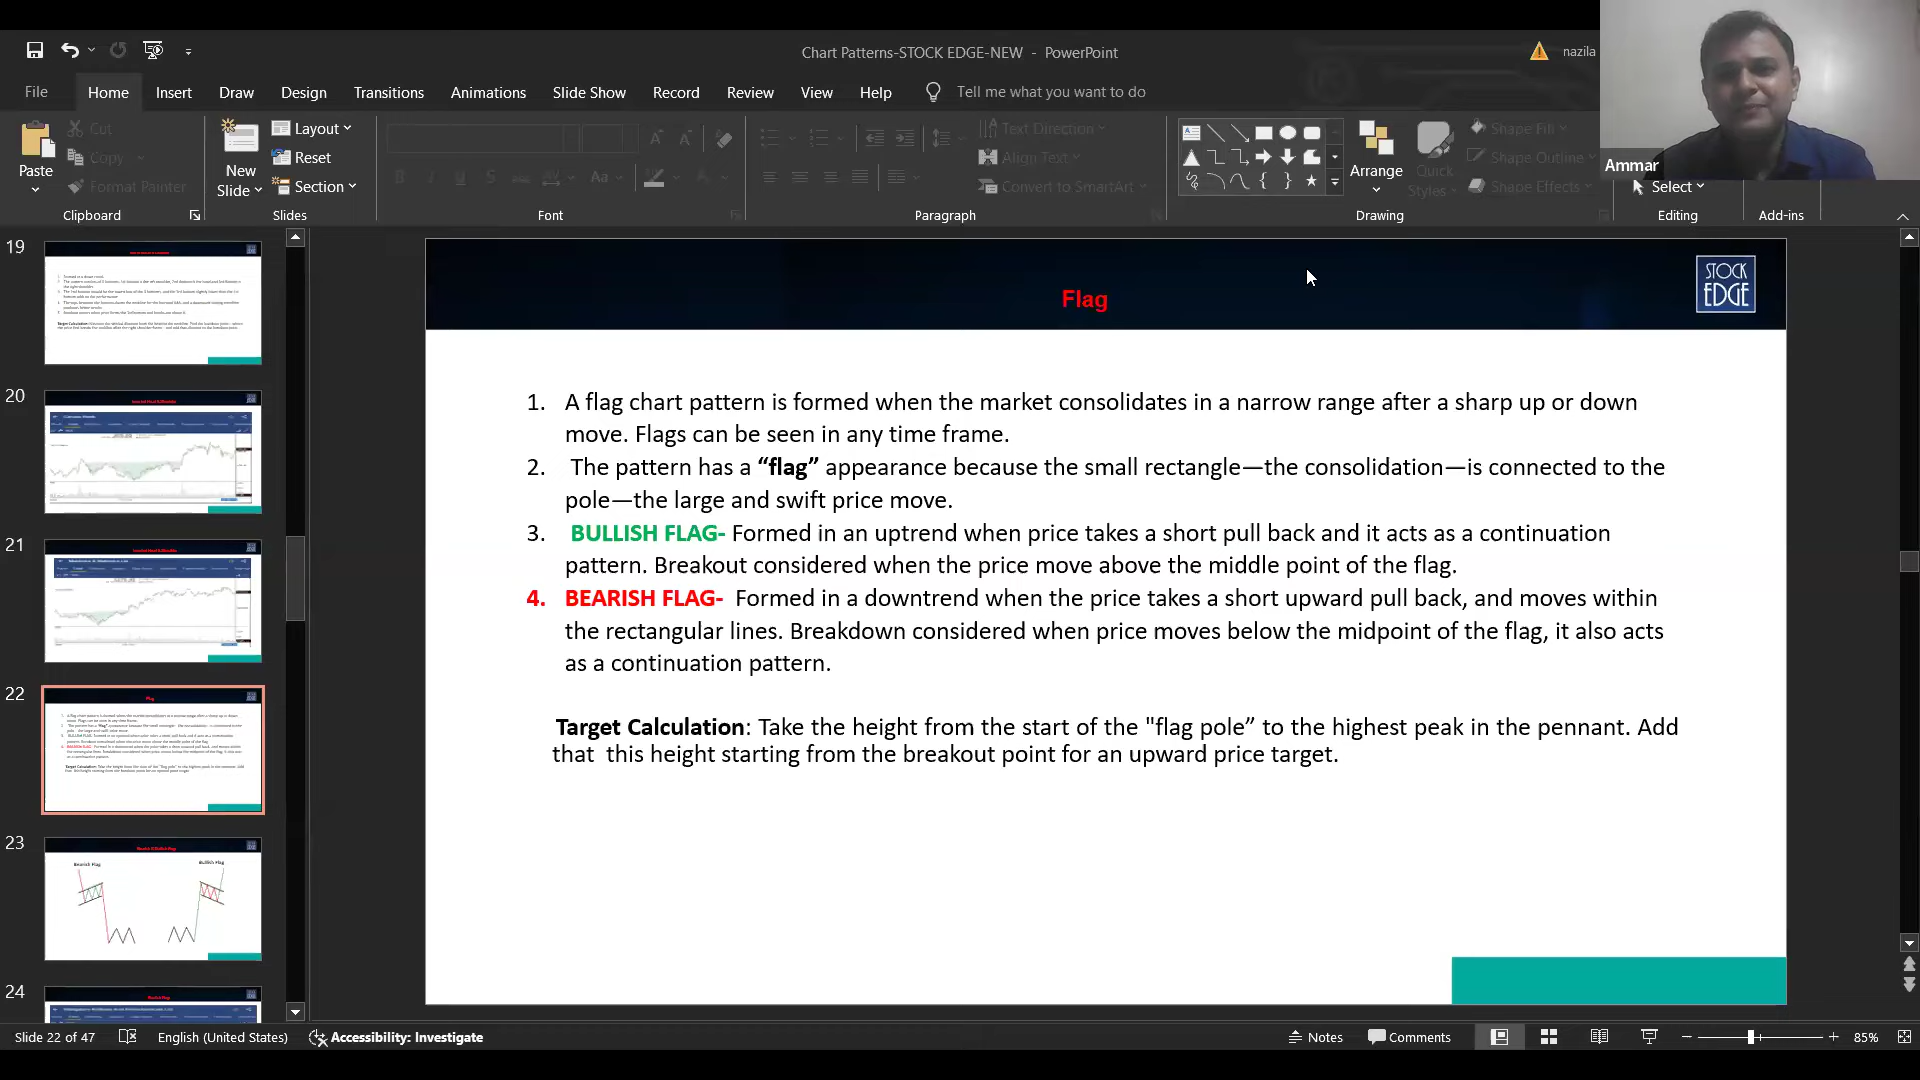 Chart Patterns-STOCK EDGE-NEW - PowerPoint
nazila
File Home Insert Draw Design Transitions Animations Slide Show Record Review View Help Tell me what you want to do
Paste
Cut
Copy
Format Painter
Clipboard
New Slide
Layout
Reset
Section
Slides
Font
Text Direction
Align Text
Convert to SmartArt
Paragraph
Arrange
Quick Styles
Shape Fill
Shape Outline
Shape Effects
Drawing
Ammar
Select
Editing
Add-ins
19
20
21
22
23
Bearish Flag
Bullish Flag
24
Flag
STOCK
EDGE
1. A flag chart pattern is formed when the market consolidates in a narrow range after a sharp up or down
move. Flags can be seen in any time frame.
2. The pattern has a “flag” appearance because the small rectangle—the consolidation—is connected to the
pole—the large and swift price move.
3. BULLISH FLAG- Formed in an uptrend when price takes a short pull back and it acts as a continuation
pattern. Breakout considered when the price move above the middle point of the flag.
4. BEARISH FLAG- Formed in a downtrend when the price takes a short upward pull back, and moves within
the rectangular lines. Breakdown considered when price moves below the midpoint of the flag, it also acts
as a continuation pattern.
Target Calculation: Take the height from the start of the "flag pole” to the highest peak in the pennant. Add
that this height starting from the breakout point for an upward price target.
Slide 22 of 47
English (United States)
Accessibility: Investigate
Notes
Comments
85%